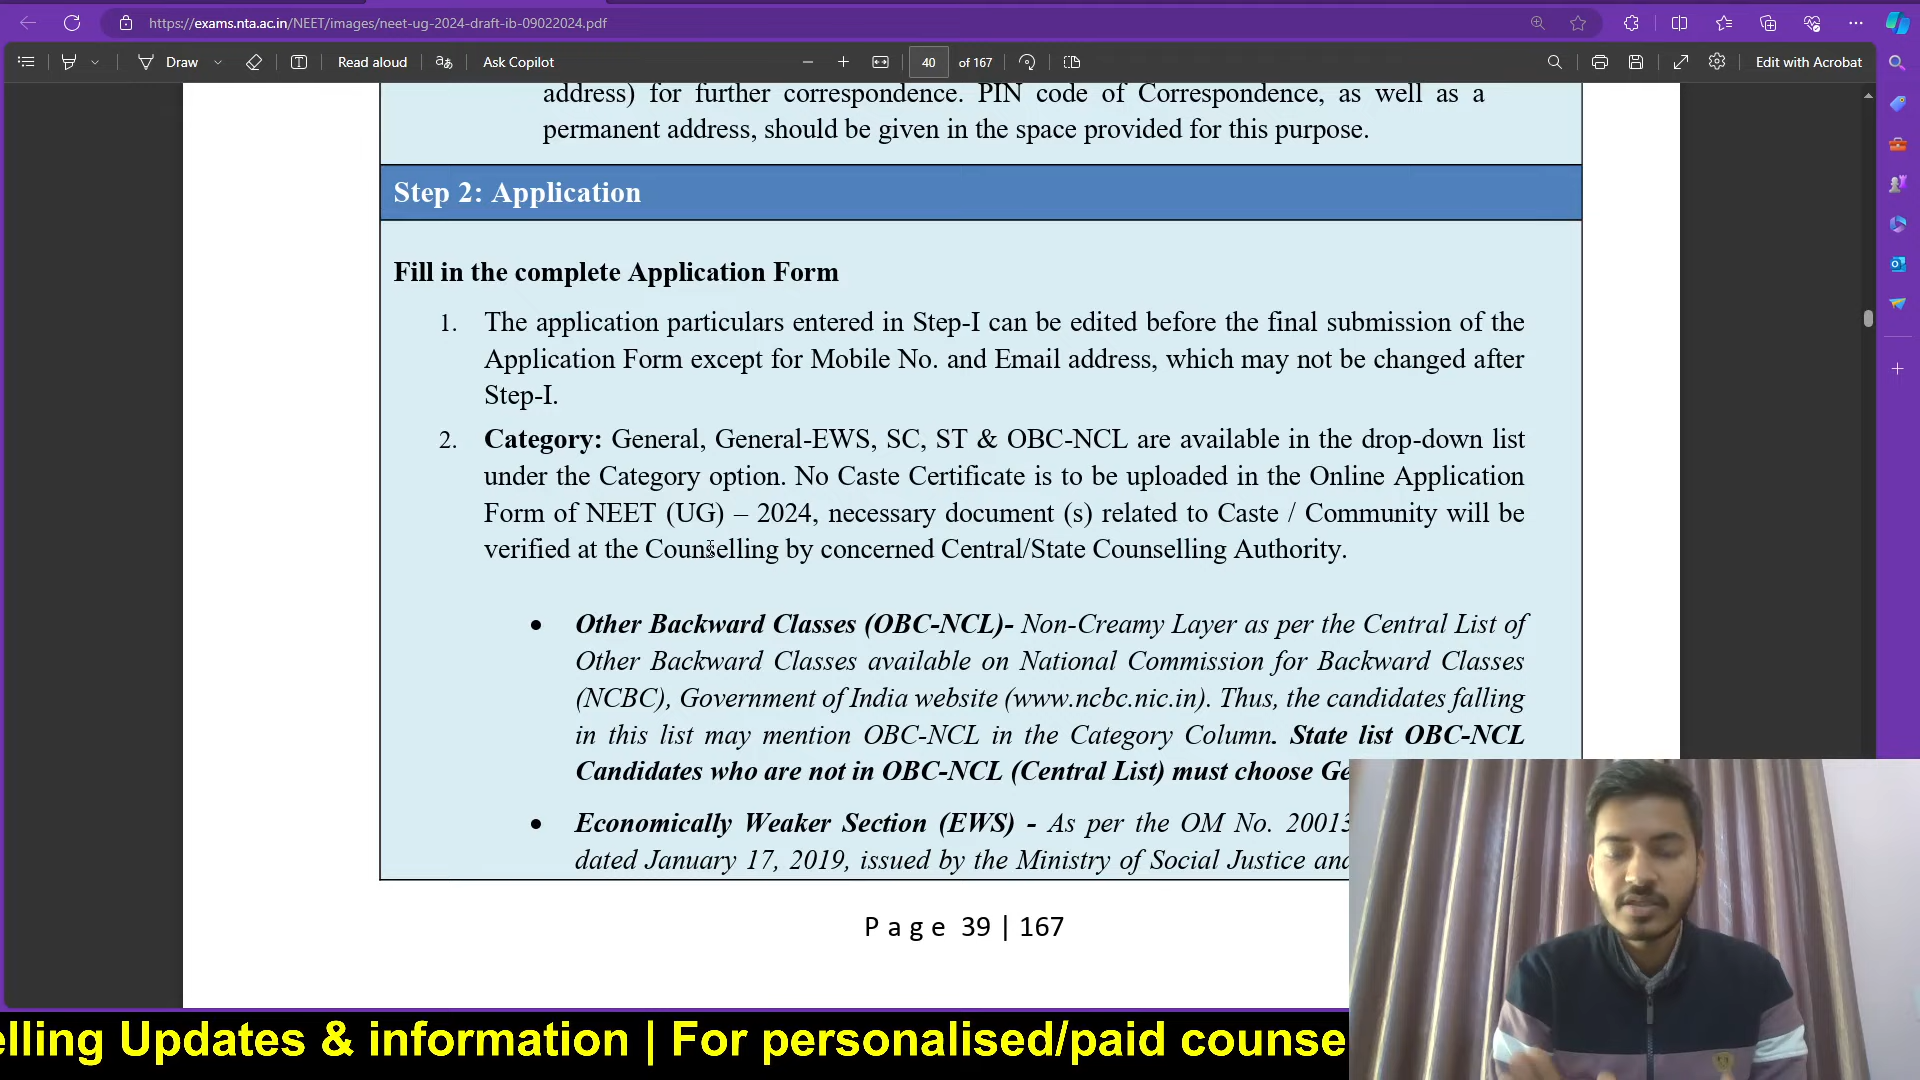 https://exams.nta.ac.in/NEET/images/neet-ug-2024-draft-ib-09022024.pdf
Draw
Read aloud
Ask Copilot
40 of 167
Edit with Acrobat
address) for further correspondence. PIN code of Correspondence, as well as a
permanent address, should be given in the space provided for this purpose.
Step 2: Application
Fill in the complete Application Form
1. The application particulars entered in Step-I can be edited before the final submission of the
Application Form except for Mobile No. and Email address, which may not be changed after
Step-I.
2. Category: General, General-EWS, SC, ST & OBC-NCL are available in the drop-down list
under the Category option. No Caste Certificate is to be uploaded in the Online Application
Form of NEET (UG) – 2024, necessary document (s) related to Caste / Community will be
verified at the Counselling by concerned Central/State Counselling Authority.
• Other Backward Classes (OBC-NCL)- Non-Creamy Layer as per the Central List of
Other Backward Classes available on National Commission for Backward Classes
(NCBC), Government of India website (www.ncbc.nic.in). Thus, the candidates falling
in this list may mention OBC-NCL in the Category Column. State list OBC-NCL
Candidates who are not in OBC-NCL (Central List) must choose Ge
• Economically Weaker Section (EWS) - As per the OM No. 20013
dated January 17, 2019, issued by the Ministry of Social Justice and
Page 39 | 167
elling Updates & information | For personalised/paid counse